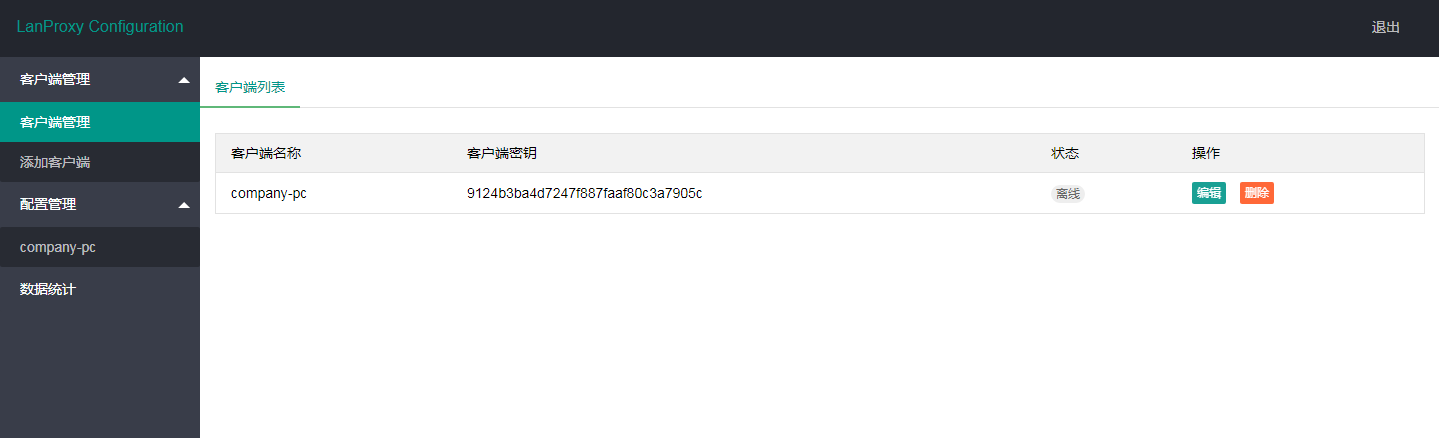 LanProxy Configuration
退出
客户端管理
客户端管理
添加客户端
配置管理
company-pc
数据统计
客户端列表
客户端名称 客户端密钥 状态 操作
company-pc 9124b3ba4d7247f887faaf80c3a7905c 离线 编辑 删除